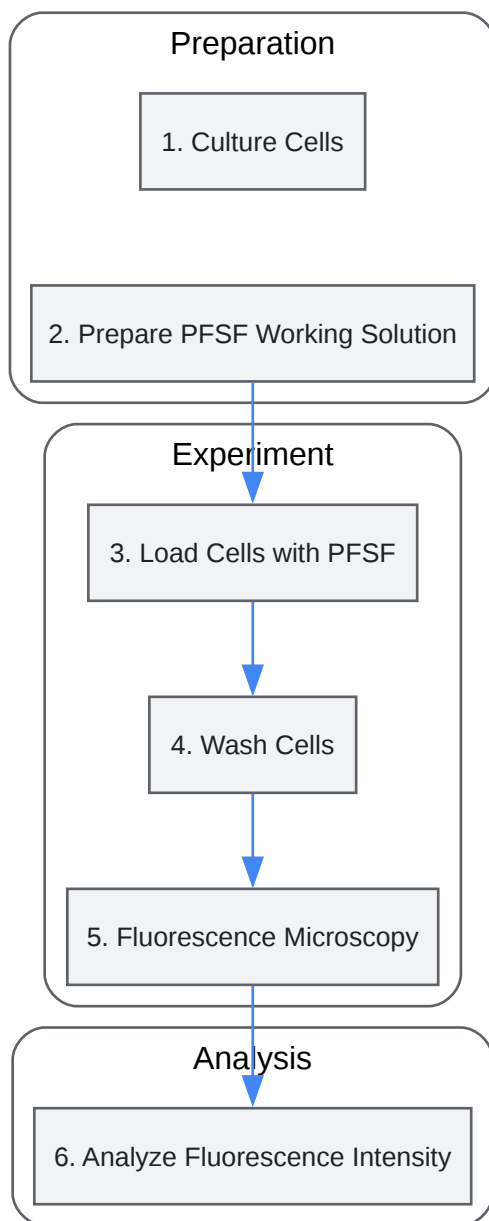 Preparation
1. Culture Cells
2. Prepare PFSF Working Solution
Experiment
3. Load Cells with PFSF
4. Wash Cells
5. Fluorescence Microscopy
Analysis
6. Analyze Fluorescence Intensity